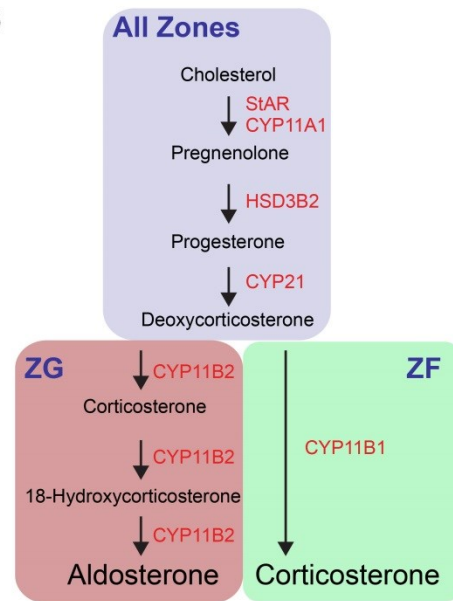 All Zones
Cholesterol
StAR
CYP11A1
Pregnenolone
HSD3B2
Progesterone
CYP21
Deoxycorticosterone
ZG
CYP11B2
Corticosterone
CYP11B2
18-Hydroxycorticosterone
CYP11B2
Aldosterone
ZF
CYP11B1
Corticosterone